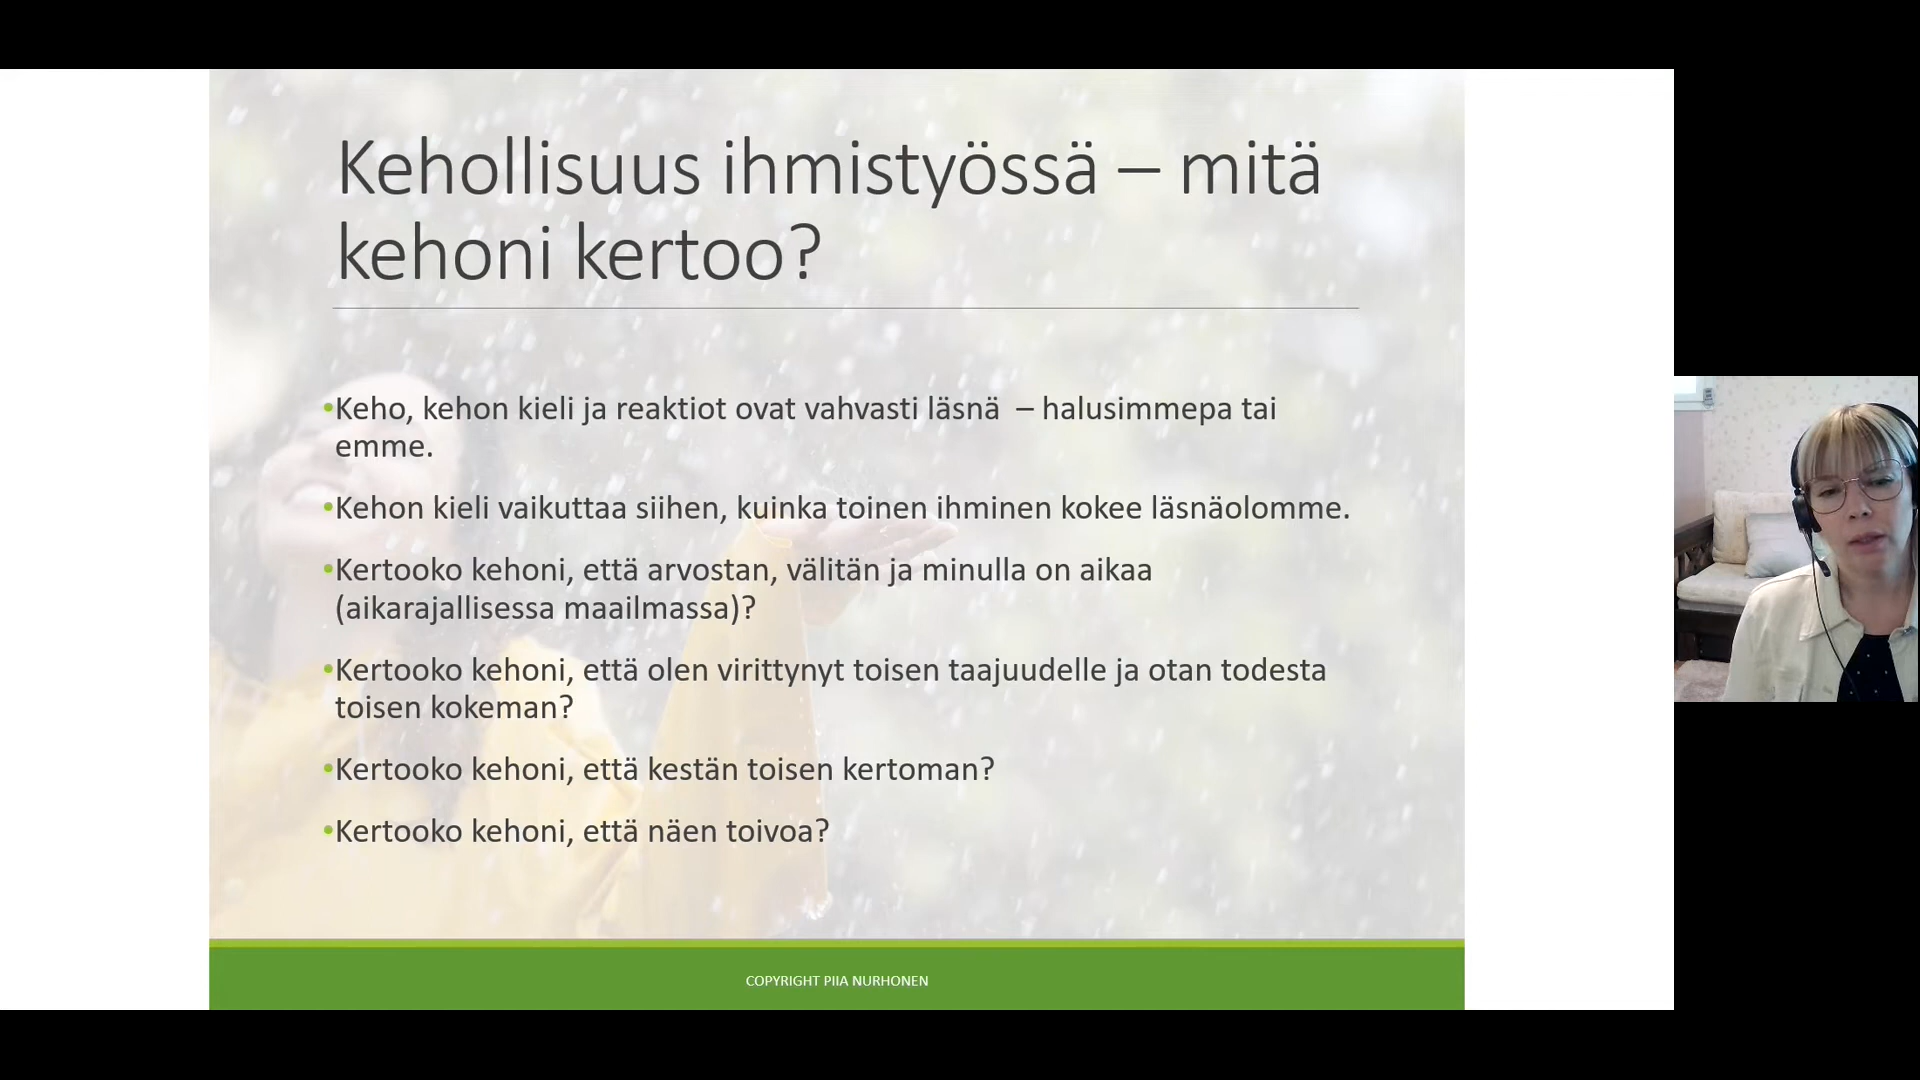 Kehollisuus ihmistyössä – mitä
kehoni kertoo?
•Keho, kehon kieli ja reaktiot ovat vahvasti läsnä – halusimmepa tai
emme.
•Kehon kieli vaikuttaa siihen, kuinka toinen ihminen kokee läsnäolomme.
•Kertooko kehoni, että arvostan, välitän ja minulla on aikaa
(aikarajallisessa maailmassa)?
•Kertooko kehoni, että olen virittynyt toisen taajuudelle ja otan todesta
toisen kokeman?
•Kertooko kehoni, että kestän toisen kertoman?
•Kertooko kehoni, että näen toivoa?
COPYRIGHT PIIA NURHONEN